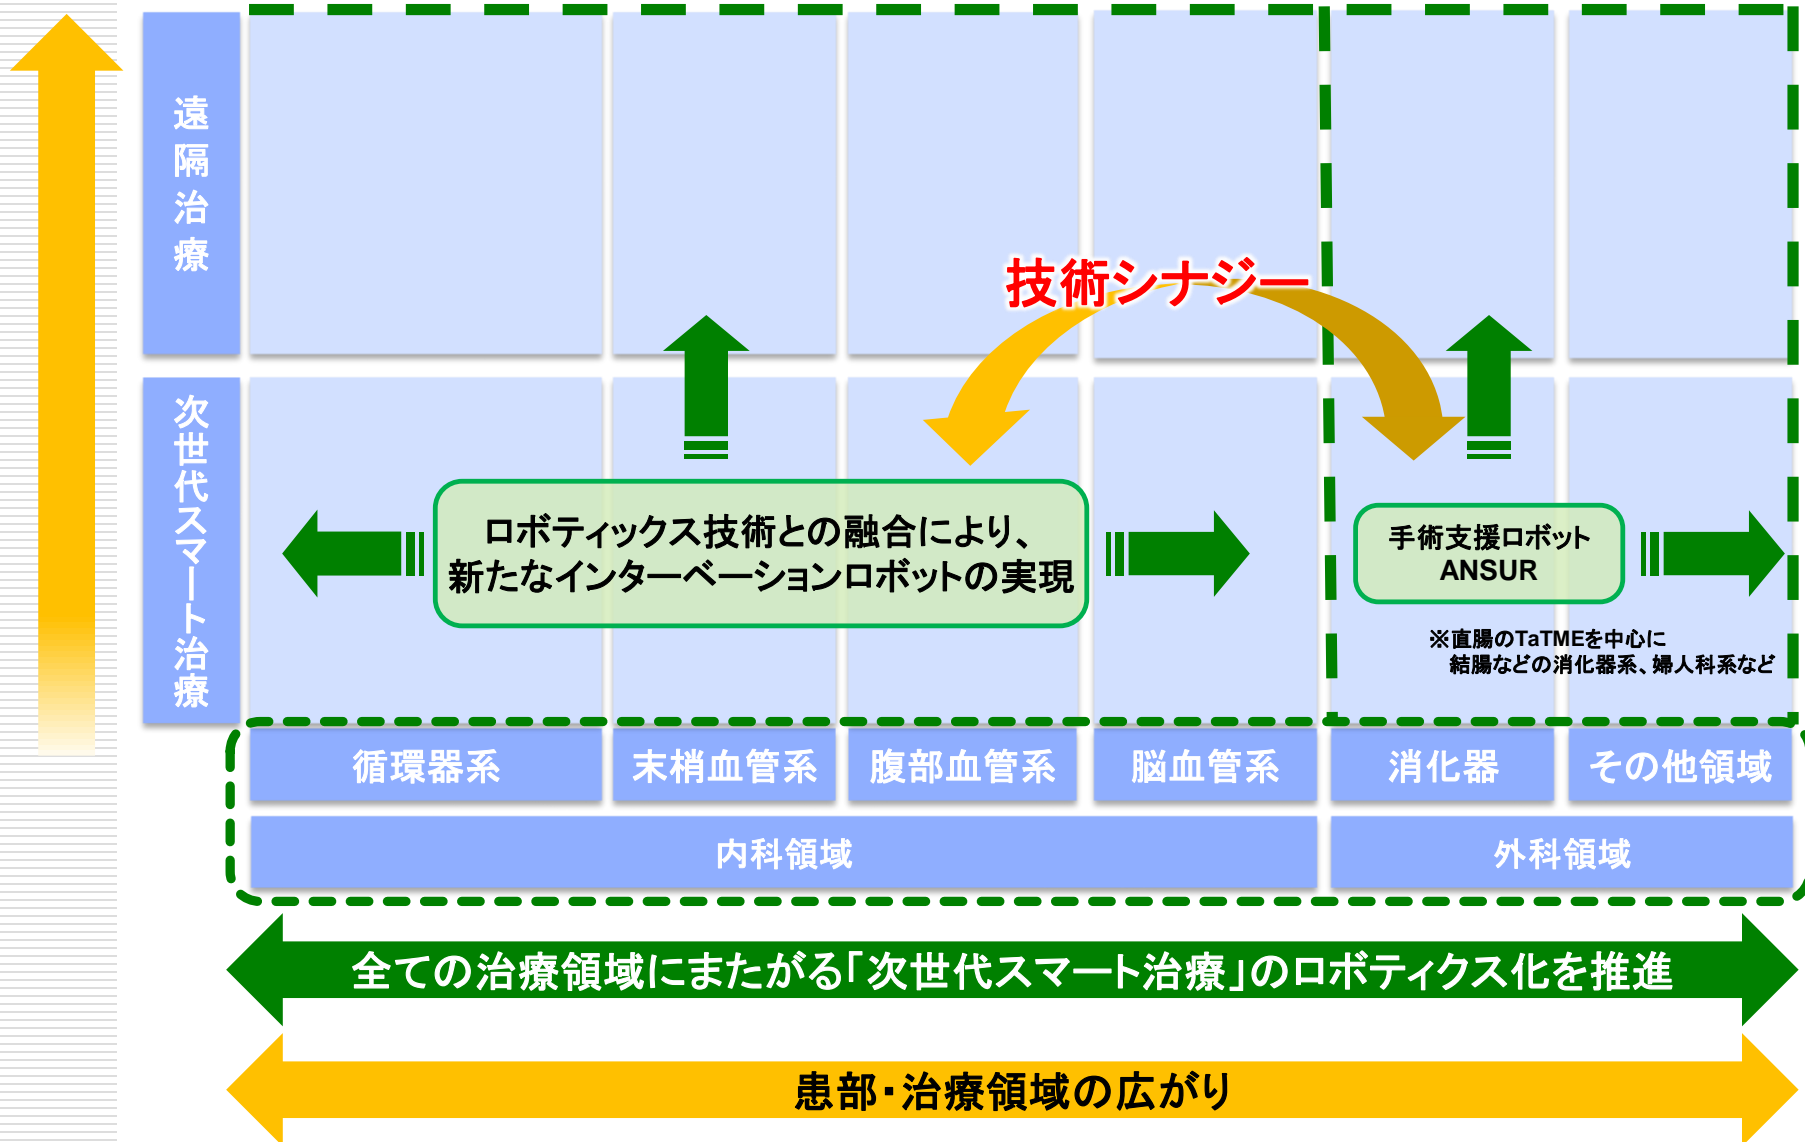 遠隔治療
技術シナジー
次世代スマート治療
ロボティックス技術との融合により、
新たなインターベーションロボットの実現
手術支援ロボット
ANSUR
※直腸のTaTMEを中心に
結腸などの消化器系、婦人科系など
循環器系
末梢血管系
腹部血管系
脳血管系
消化器
その他領域
内科領域
外科領域
全ての治療領域にまたがる「次世代スマート治療」のロボティクス化を推進
患部・治療領域の広がり